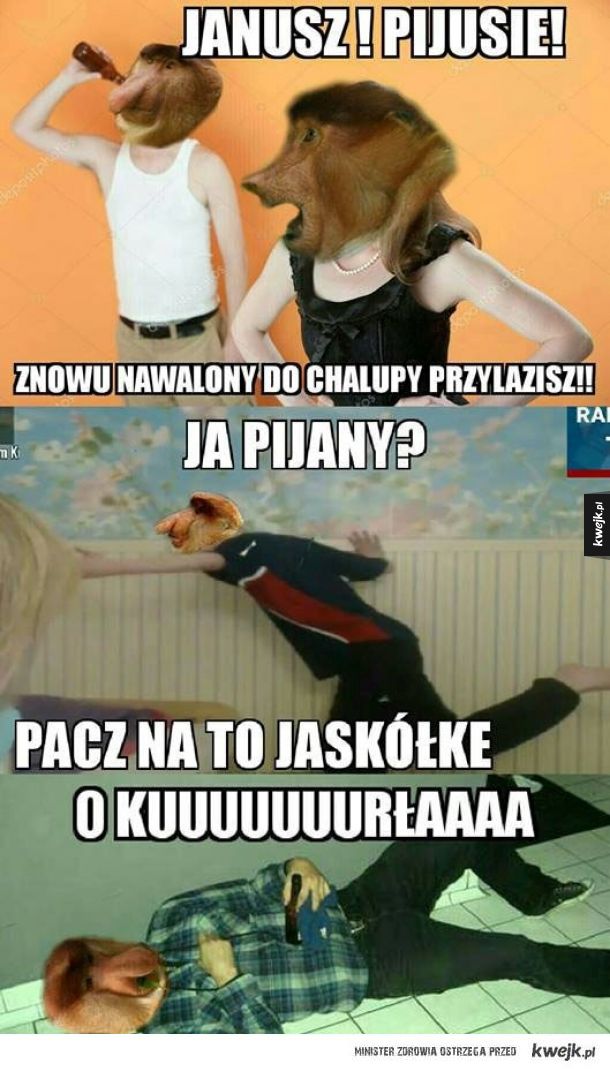 JANUSZ! PIJUSIE!
ZNOWU NAWALONY DO CHALUPY PRZYLAZISZ!!
m K
RA
JA PIJANY?
kwejk.pl
PACZ NA TO JASKÓŁKE
O KUUUUUUURŁAAAA
MINISTER ZDROWIA OSTRZEGA PRZED kwejk.pl